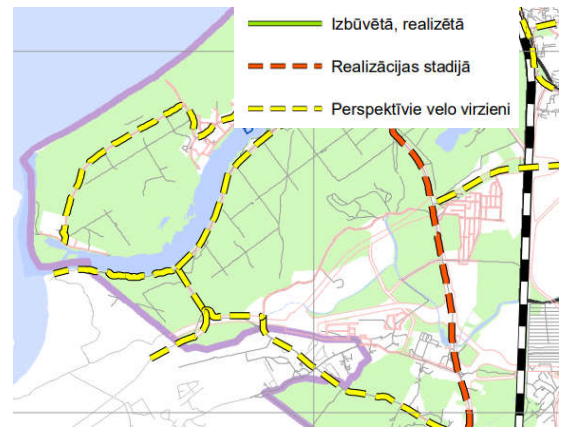 Izbūvētā, realizētā
Realizācijas stadijā
Perspektīvie velo virzieni